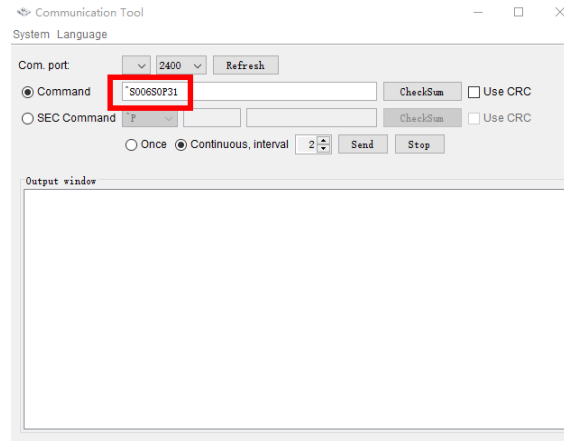 Communication Tool
System Language
Com. port: 2400 Refresh
Command ^S006S0P31 CheckSum Use CRC
SEC Command ^P CheckSum Use CRC
Once Continuous, interval 2 Send Stop
Output window